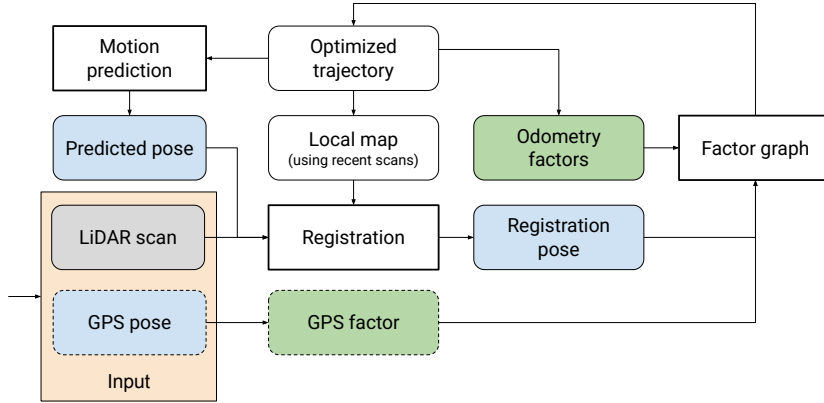 Motion
prediction
Optimized
trajectory
Predicted pose
Local map
(using recent scans)
Odometry
factors
Factor graph
LiDAR scan
Registration
Registration
pose
GPS pose
GPS factor
Input